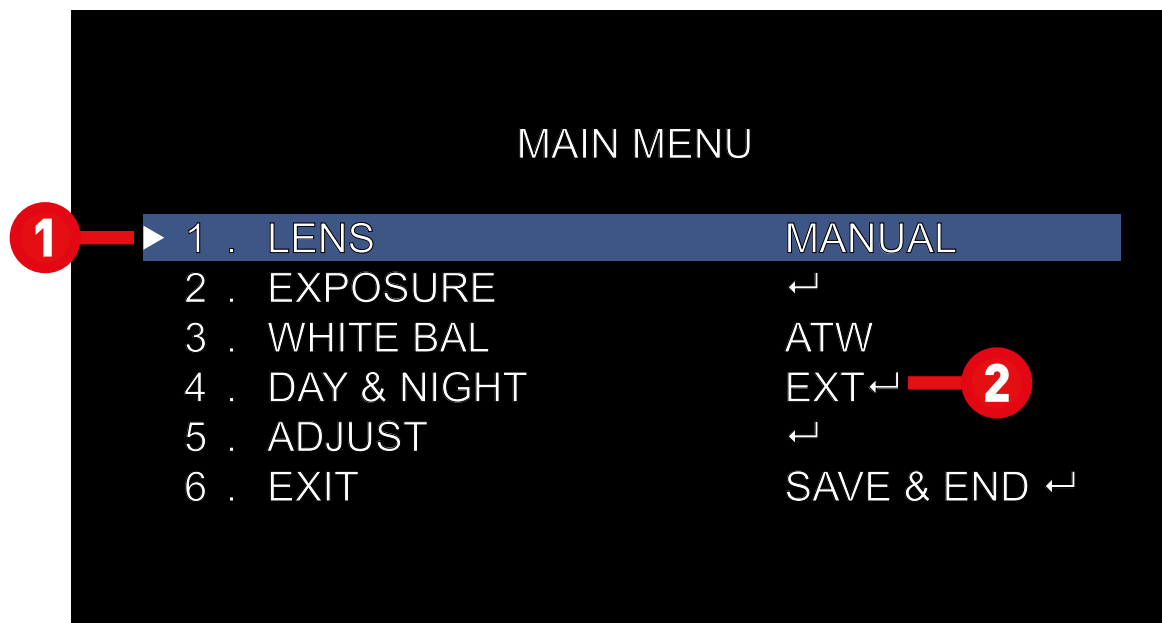 MAIN MENU
1 ▶ 1 . LENS MANUAL
2 . EXPOSURE ↵
3 . WHITE BAL ATW
4 . DAY & NIGHT EXT↵ 2
5 . ADJUST ↵
6 . EXIT SAVE & END ↵